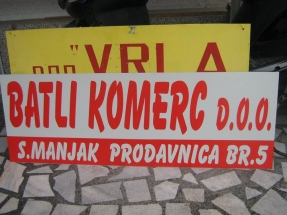 ..."VRLA
BATLI KOMERC D.O.O.
S.MANJAK PRODAVNICA BR.5